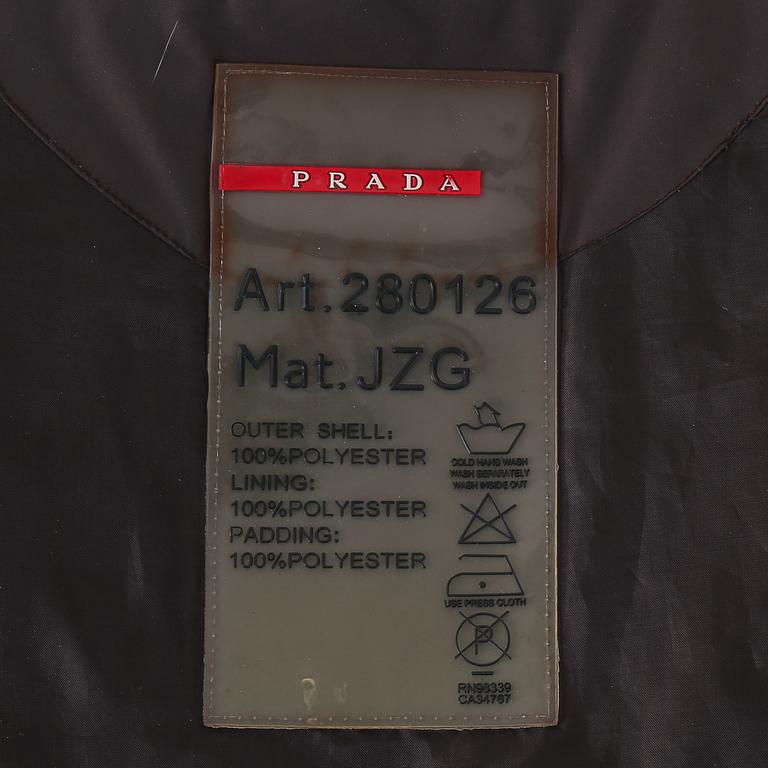 PRADA
Art.280126
Mat.JZG
OUTER SHELL:
100%POLYESTER
LINING:
100%POLYESTER
PADDING:
100%POLYESTER
COLD HAND WASH
WASH SEPARATELY
WASH INSIDE OUT
USE PRESS CLOTH
P
RN98339
CA34767